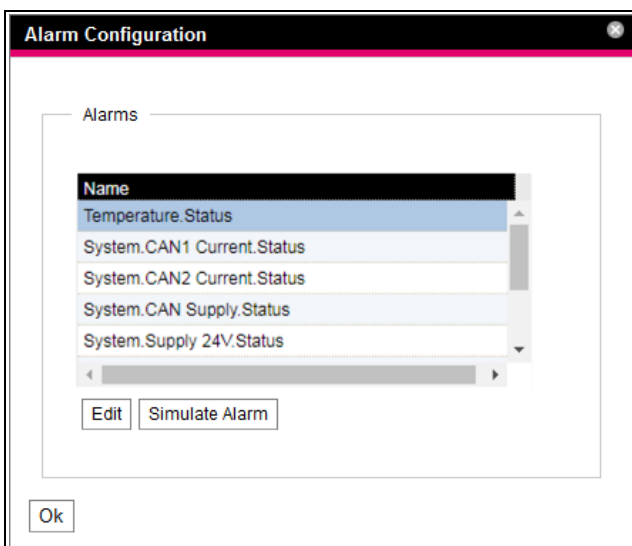 Alarm Configuration
Alarms
Name
Temperature.Status
System.CAN1 Current.Status
System.CAN2 Current.Status
System.CAN Supply.Status
System.Supply 24V.Status
Edit Simulate Alarm
Ok